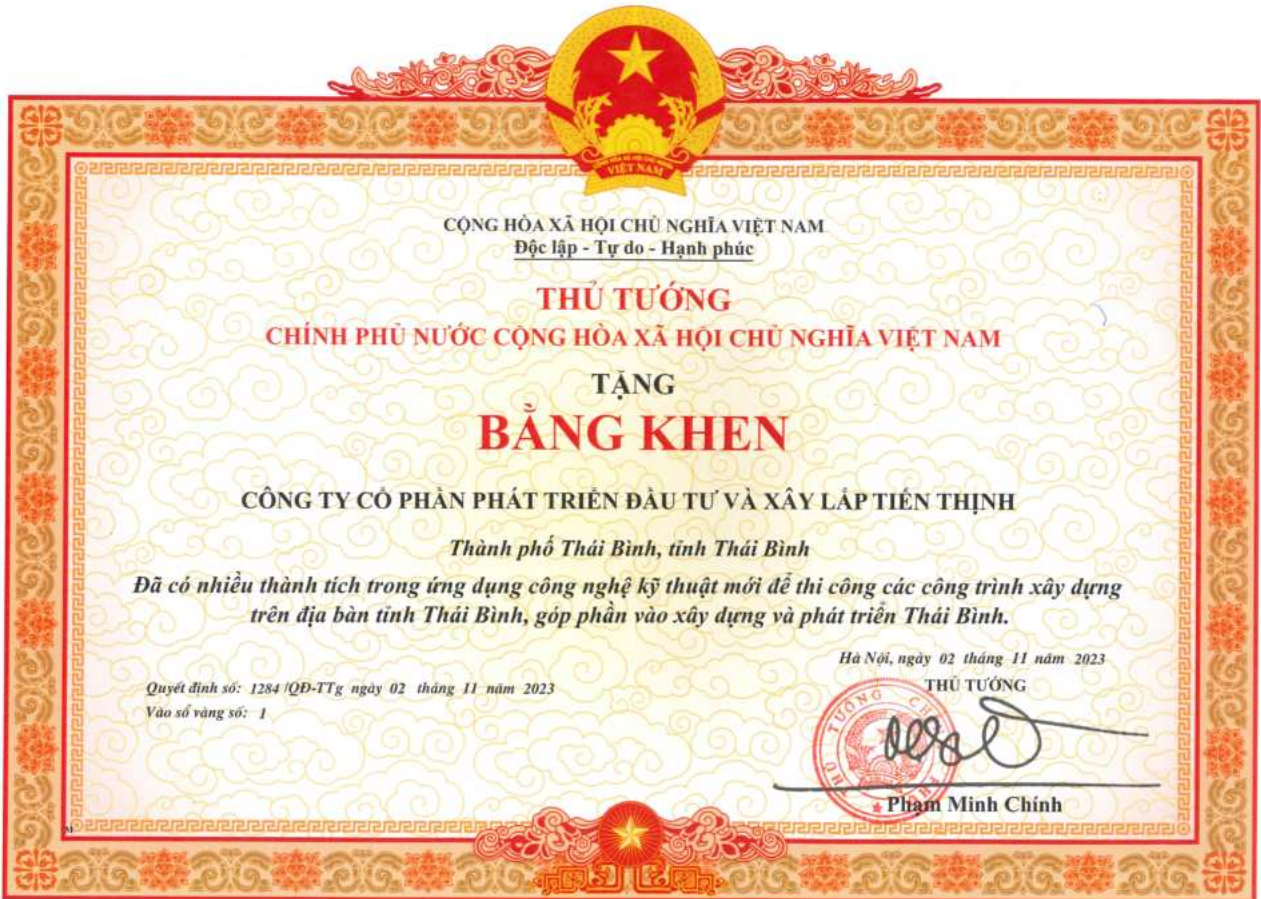 VIỆT NAM
CỘNG HÒA XÃ HỘI CHỦ NGHĨA VIỆT NAM
Độc lập - Tự do - Hạnh phúc
THỦ TƯỚNG
CHÍNH PHỦ NƯỚC CỘNG HÒA XÃ HỘI CHỦ NGHĨA VIỆT NAM
TẶNG
BẰNG KHEN
CÔNG TY CỔ PHẦN PHÁT TRIỂN ĐẦU TƯ VÀ XÂY LẮP TIẾN THỊNH
Thành phố Thái Bình, tỉnh Thái Bình
Đã có nhiều thành tích trong ứng dụng công nghệ kỹ thuật mới để thi công các công trình xây dựng
trên địa bàn tỉnh Thái Bình, góp phần vào xây dựng và phát triển Thái Bình.
Hà Nội, ngày 02 tháng 11 năm 2023
THỦ TƯỚNG
Quyết định số: 1284 /QĐ-TTg ngày 02 tháng 11 năm 2023
Vào sổ vàng số: 1
THỦ TƯỚNG
Phạm Minh Chính